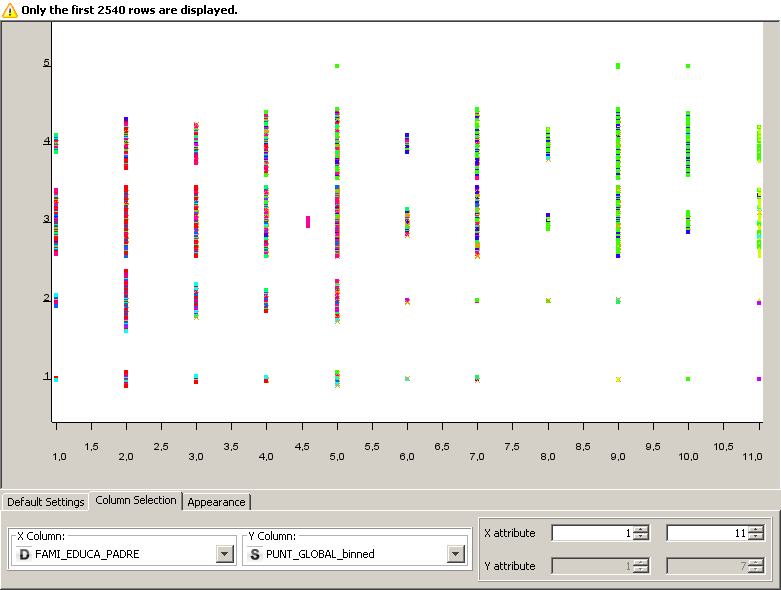 Only the first 2540 rows are displayed.
5
4
3
2
1
1,5 2,5 3,5 4,5 5,5 6,5 7,5 8,5 9,5 10,5
1,0 2,0 3,0 4,0 5,0 6,0 7,0 8,0 9,0 10,0 11,0
Default Settings Column Selection Appearance
X Column: Y Column:
D FAMI_EDUCA_PADRE S PUNT_GLOBAL_binned
X attribute 1 11
Y attribute 1 7